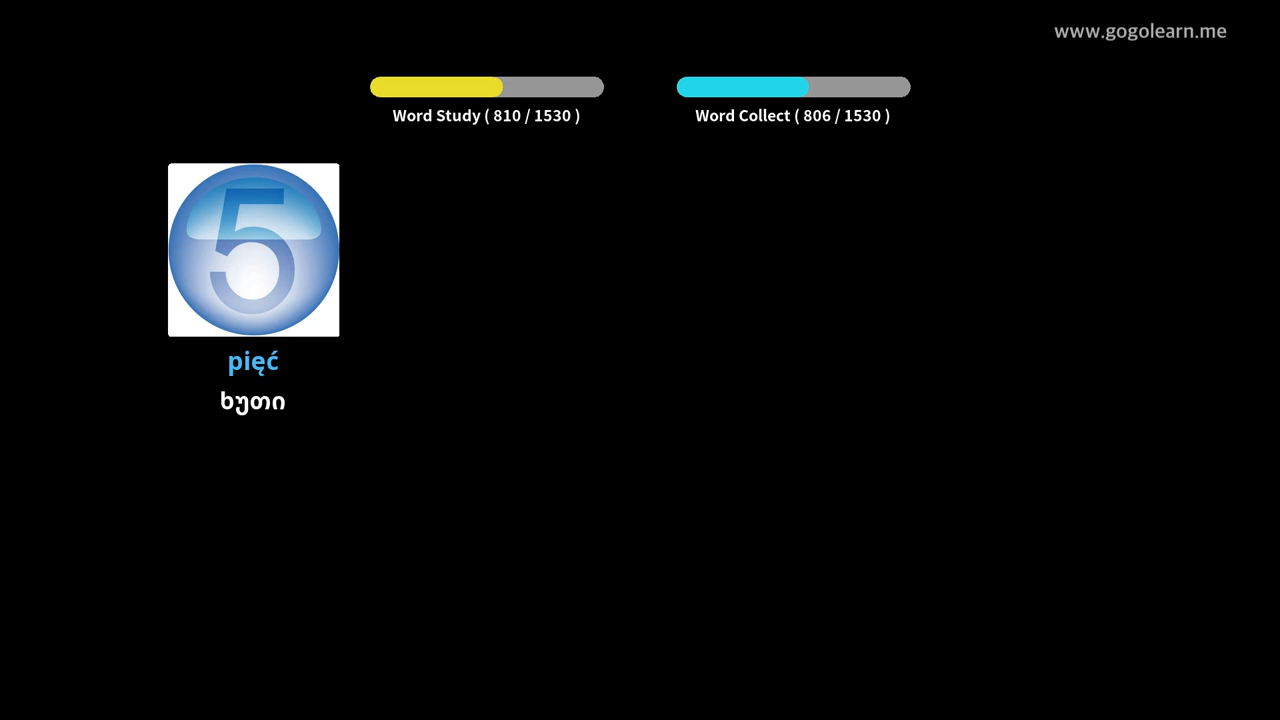 www.gogolearn.me
Word Study ( 810 / 1530 )
Word Collect ( 806 / 1530 )
5
pięć
ხუთი